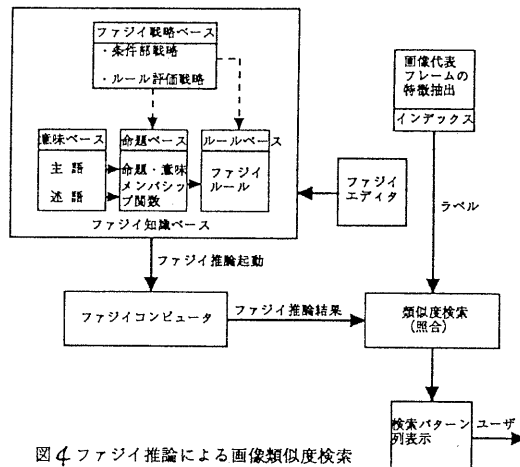 ファジイ戦略ベース
・条件部戦略
・ルール評価戦略
画像代表
フレームの
特徴抽出
インデックス
意味ベース
主語
述語
命題ベース
命題・意味
メンバシッ
プ関数
ルールベース
ファジイ
ルール
ファジイ知識ベース
ファジイ
エディタ
ラベル
ファジイ推論起動
ファジイコンピュータ
ファジイ推論結果
類似度検索
(照合)
検索パターン
列表示
ユーザ
図4 ファジイ推論による画像類似度検索